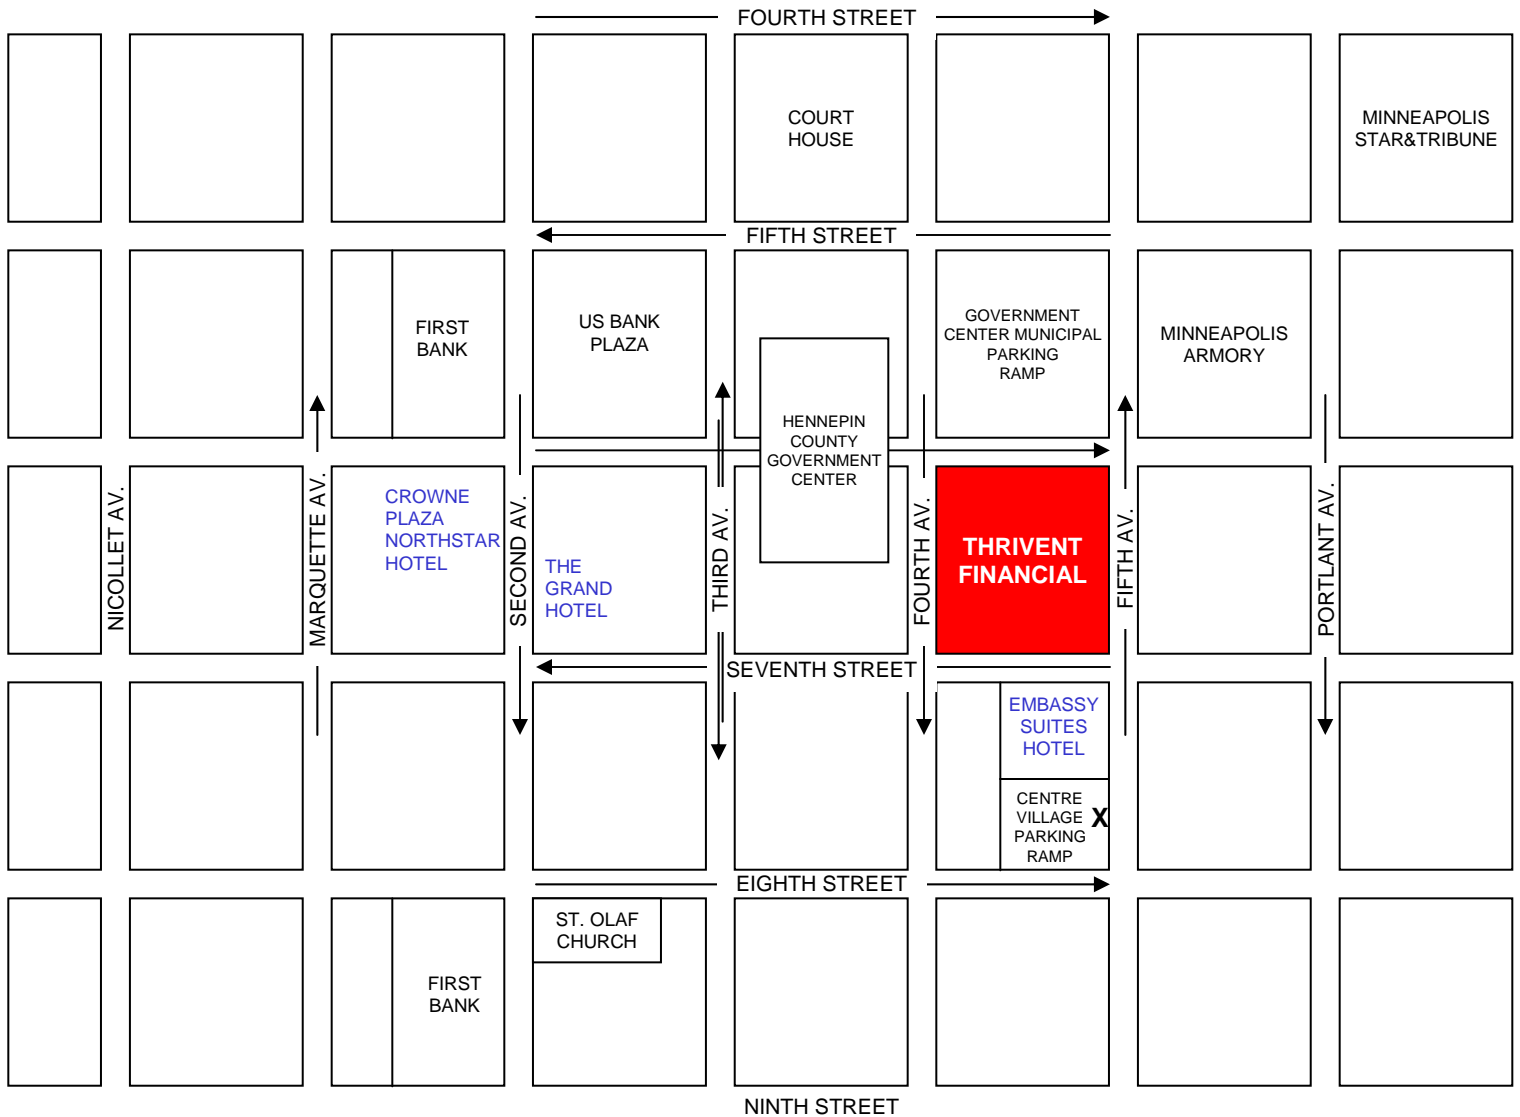 FOURTH STREET
COURT
HOUSE
MINNEAPOLIS
STAR&TRIBUNE
FIFTH STREET
FIRST
BANK
US BANK
PLAZA
GOVERNMENT
CENTER MUNICIPAL
PARKING
RAMP
MINNEAPOLIS
ARMORY
HENNEPIN
COUNTY
GOVERNMENT
CENTER
NICOLLET AV.
MARQUETTE AV.
CROWNE
PLAZA
NORTHSTAR
HOTEL
SECOND AV.
THE
GRAND
HOTEL
THIRD AV.
FOURTH AV.
THRIVENT
FINANCIAL
FIFTH AV.
PORTLANT AV.
SEVENTH STREET
EMBASSY
SUITES
HOTEL
CENTRE
VILLAGE
PARKING
RAMP
X
EIGHTH STREET
ST. OLAF
CHURCH
FIRST
BANK
NINTH STREET